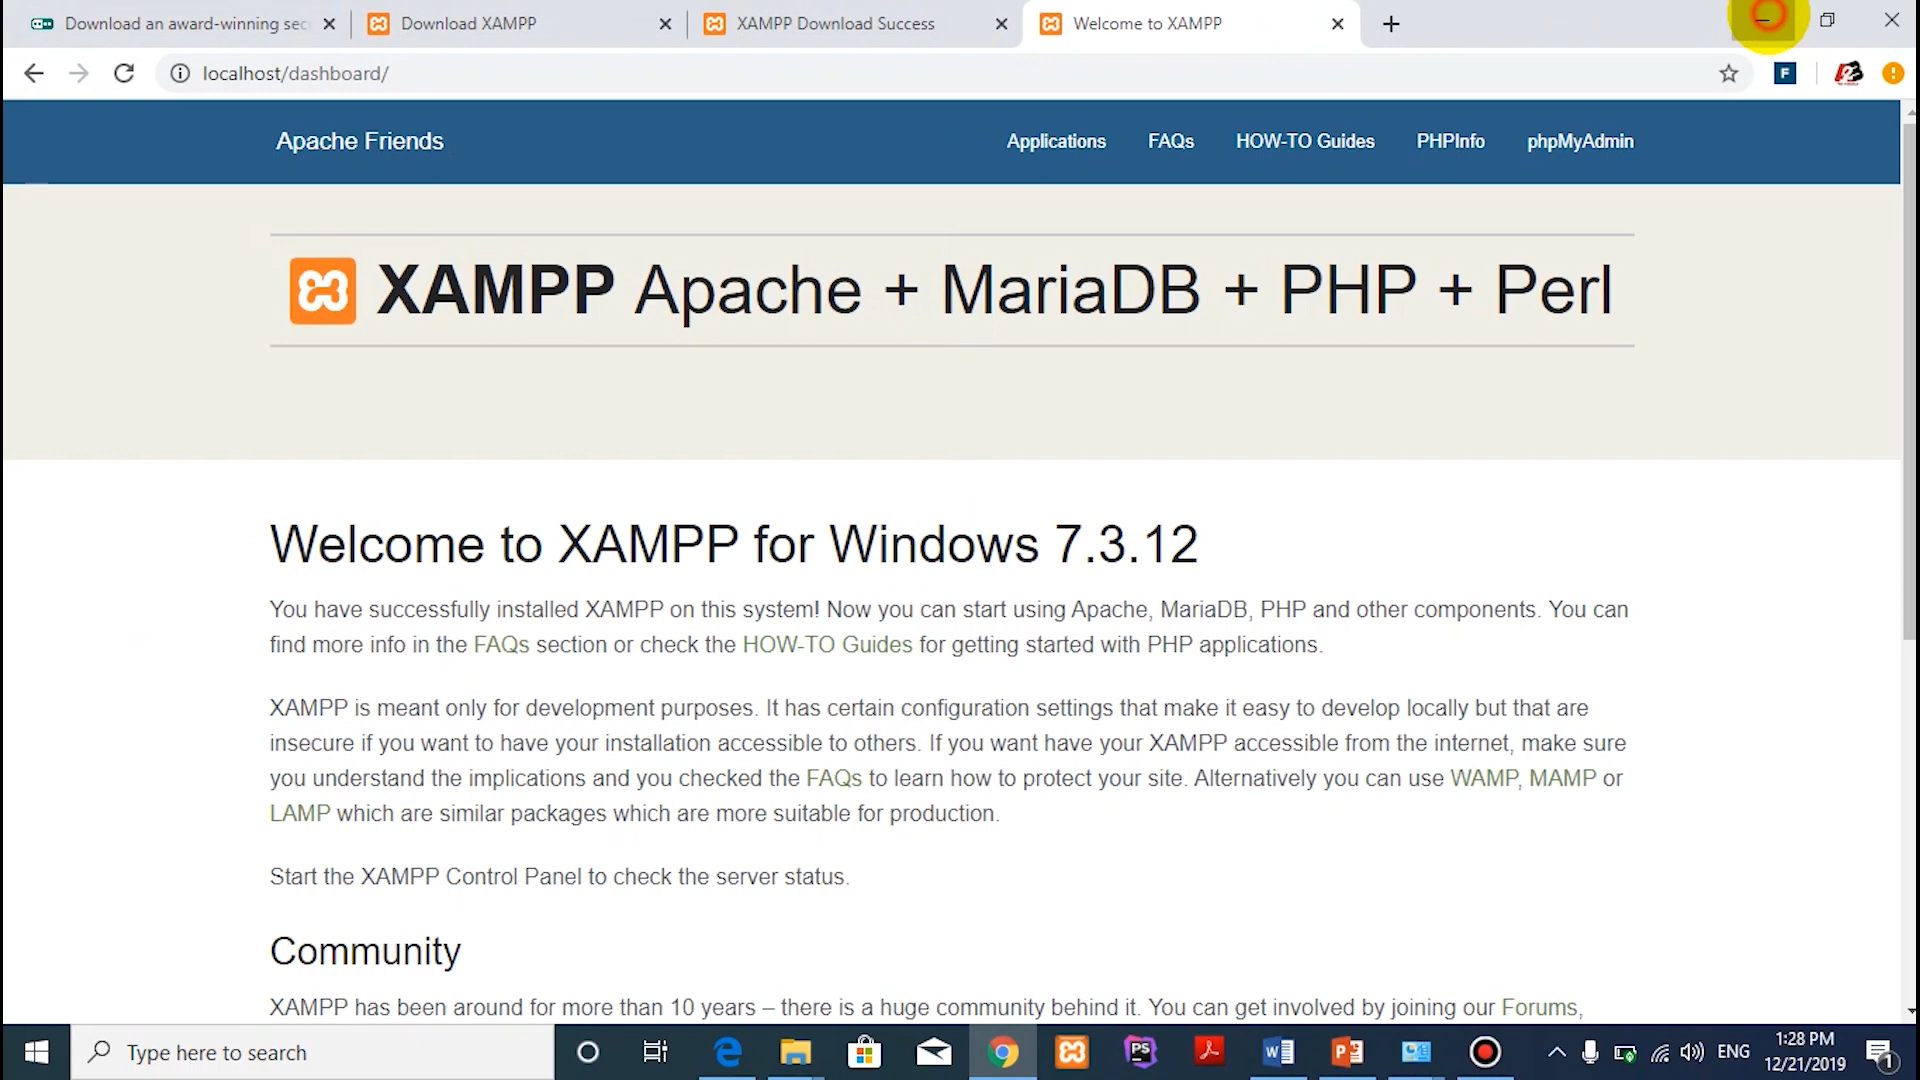 Download an award-winning sec
Download XAMPP
XAMPP Download Success
Welcome to XAMPP
localhost/dashboard/
F
Apache Friends
Applications
FAQs
HOW-TO Guides
PHPInfo
phpMyAdmin
XAMPP Apache + MariaDB + PHP + Perl
Welcome to XAMPP for Windows 7.3.12
You have successfully installed XAMPP on this system! Now you can start using Apache, MariaDB, PHP and other components. You can
find more info in the FAQs section or check the HOW-TO Guides for getting started with PHP applications.
XAMPP is meant only for development purposes. It has certain configuration settings that make it easy to develop locally but that are
insecure if you want to have your installation accessible to others. If you want have your XAMPP accessible from the internet, make sure
you understand the implications and you checked the FAQs to learn how to protect your site. Alternatively you can use WAMP, MAMP or
LAMP which are similar packages which are more suitable for production.
Start the XAMPP Control Panel to check the server status.
Community
XAMPP has been around for more than 10 years – there is a huge community behind it. You can get involved by joining our Forums,
Type here to search
PS
ENG
1:28 PM
12/21/2019
1